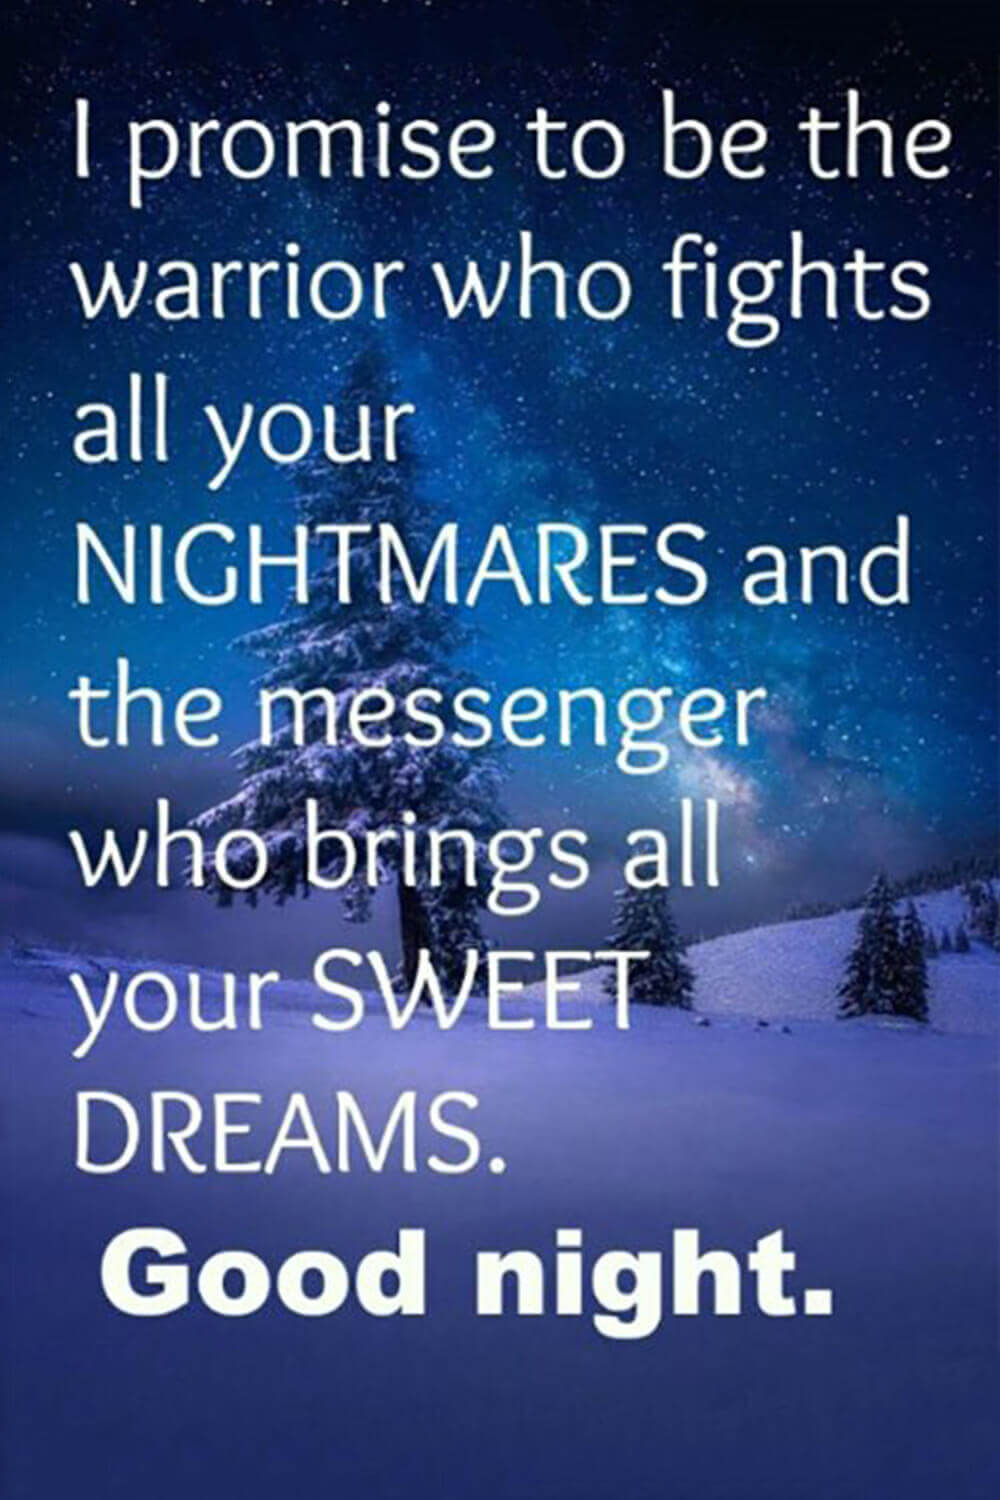 I promise to be the
warrior who fights
all your
NIGHTMARES and
the messenger
who brings all
your SWEET
DREAMS.
Good night.